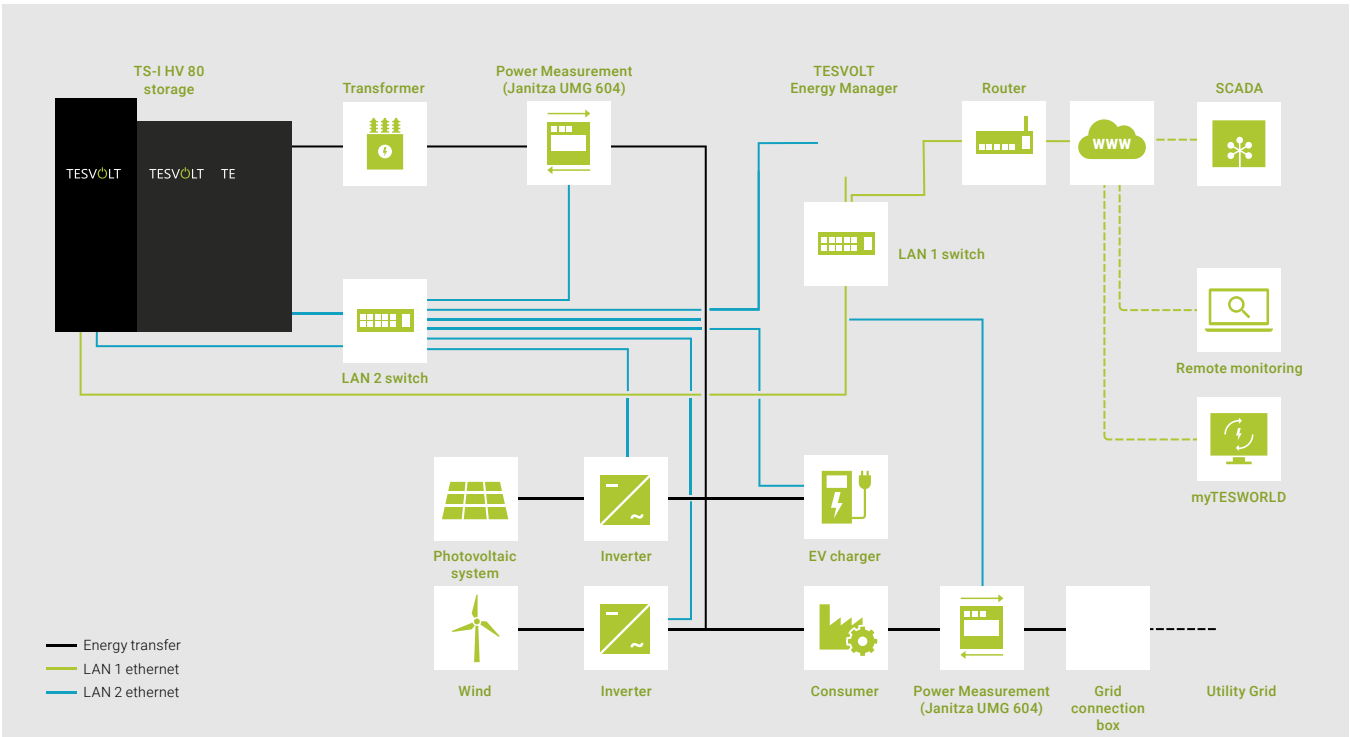 TS-I HV 80
storage
Transformer
Power Measurement
(Janitza UMG 604)
TESVOLT
Energy Manager
Router
SCADA
WWW
TESVOLT
TESVOLT
TE
LAN 1 switch
LAN 2 switch
Remote monitoring
myTESWORLD
Photovoltaic
system
Inverter
EV charger
Energy transfer
LAN 1 ethernet
LAN 2 ethernet
Wind
Inverter
Consumer
Power Measurement
(Janitza UMG 604)
Grid
connection
box
Utility Grid